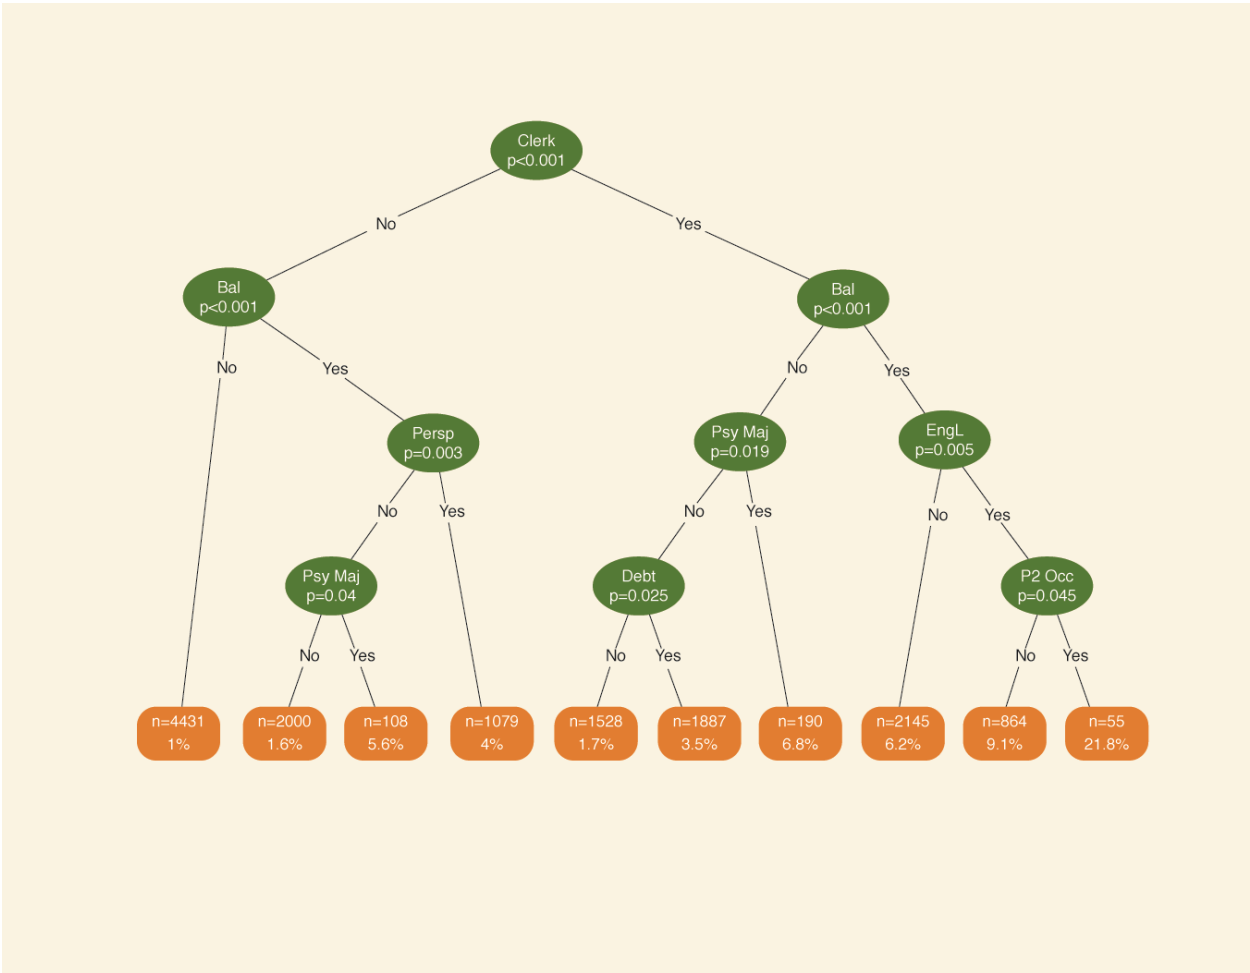 Clerk
p<0.001
No
Yes
Bal
p<0.001
Bal
p<0.001
No
Yes
No
Yes
Persp
p=0.003
Psy Maj
p=0.019
EngL
p=0.005
No
Yes
No
Yes
No
Yes
Psy Maj
p=0.04
Debt
p=0.025
P2 Occ
p=0.045
No
Yes
No
Yes
No
Yes
n=4431
1%
n=2000
1.6%
n=108
5.6%
n=1079
4%
n=1528
1.7%
n=1887
3.5%
n=190
6.8%
n=2145
6.2%
n=864
9.1%
n=55
21.8%